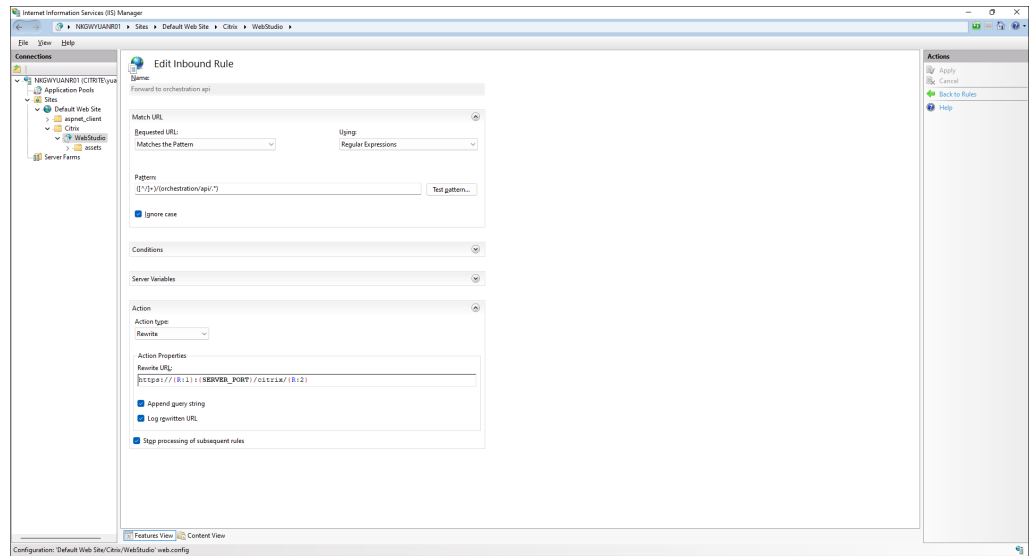 Internet Information Services (IIS) Manager
NKGWYUANR01 ▸ Sites ▸ Default Web Site ▸ Citrix ▸ WebStudio ▸
File View Help
Connections
NKGWYUANR01 (CITRITE\yua
Application Pools
Sites
Default Web Site
aspnet_client
Citrix
WebStudio
assets
Server Farms
Edit Inbound Rule
Name:
Forward to orchestration api
Match URL
Requested URL: Using:
Matches the Pattern Regular Expressions
Pattern:
([^/]+)/(orchestration/api/.*) Test pattern...
Ignore case
Conditions
Server Variables
Action
Action type:
Rewrite
Action Properties
Rewrite URL:
https://{R:1}:{SERVER_PORT}/citrix/{R:2}
Append query string
Log rewritten URL
Stop processing of subsequent rules
Features View Content View
Actions
Apply
Cancel
Back to Rules
Help
Configuration: 'Default Web Site/Citrix/WebStudio' web.config